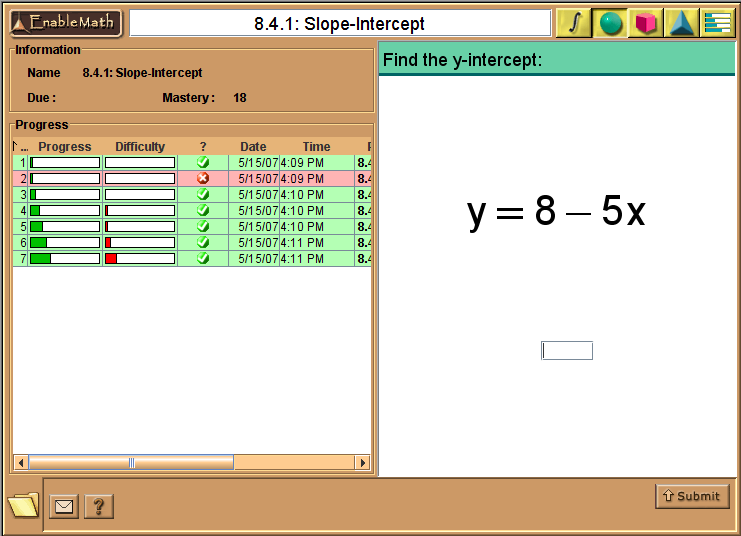 EnableMath
8.4.1: Slope-Intercept
Information
Name 8.4.1: Slope-Intercept
Due : Mastery : 18
Progress
... Progress Difficulty ? Date Time
1 5/15/07 4:09 PM 8.4
2 5/15/07 4:09 PM 8.4
3 5/15/07 4:10 PM 8.4
4 5/15/07 4:10 PM 8.4
5 5/15/07 4:10 PM 8.4
6 5/15/07 4:11 PM 8.4
7 5/15/07 4:11 PM 8.4
Find the y-intercept:
y = 8 – 5x
?
Submit